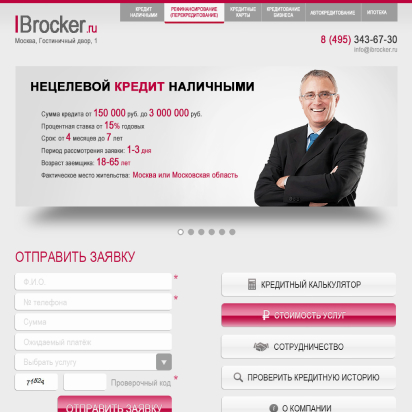 КРЕДИТ
НАЛИЧНЫМИ
РЕФИНАНСИРОВАНИЕ
(ПЕРЕКРЕДИТОВАНИЕ)
КРЕДИТНЫЕ
КАРТЫ
КРЕДИТОВАНИЕ
БИЗНЕСА
АВТОКРЕДИТОВАНИЕ
ИПОТЕКА
IBrocker.ru
Москва, Гостиничный двор, 1
8 (495) 343-67-30
info@ibrocker.ru
НЕЦЕЛЕВОЙ КРЕДИТ НАЛИЧНЫМИ
Сумма кредита от 150 000 руб. до 3 000 000 руб.
Процентная ставка от 15% годовых
Срок: от 4 месяцев до 7 лет
Период рассмотрения заявки: 1-3 дня
Возраст заемщика: 18-65 лет
Фактическое место жительства: Москва или Московская область
ОТПРАВИТЬ ЗАЯВКУ
Ф.И.О. *
№ телефона *
Сумма
Ожидаемый платёж
Выбрать услугу
Проверочный код *
ОТПРАВИТЬ ЗАЯВКУ
КРЕДИТНЫЙ КАЛЬКУЛЯТОР
СТОИМОСТЬ УСЛУГ
СОТРУДНИЧЕСТВО
ПРОВЕРИТЬ КРЕДИТНУЮ ИСТОРИЮ
О КОМПАНИИ